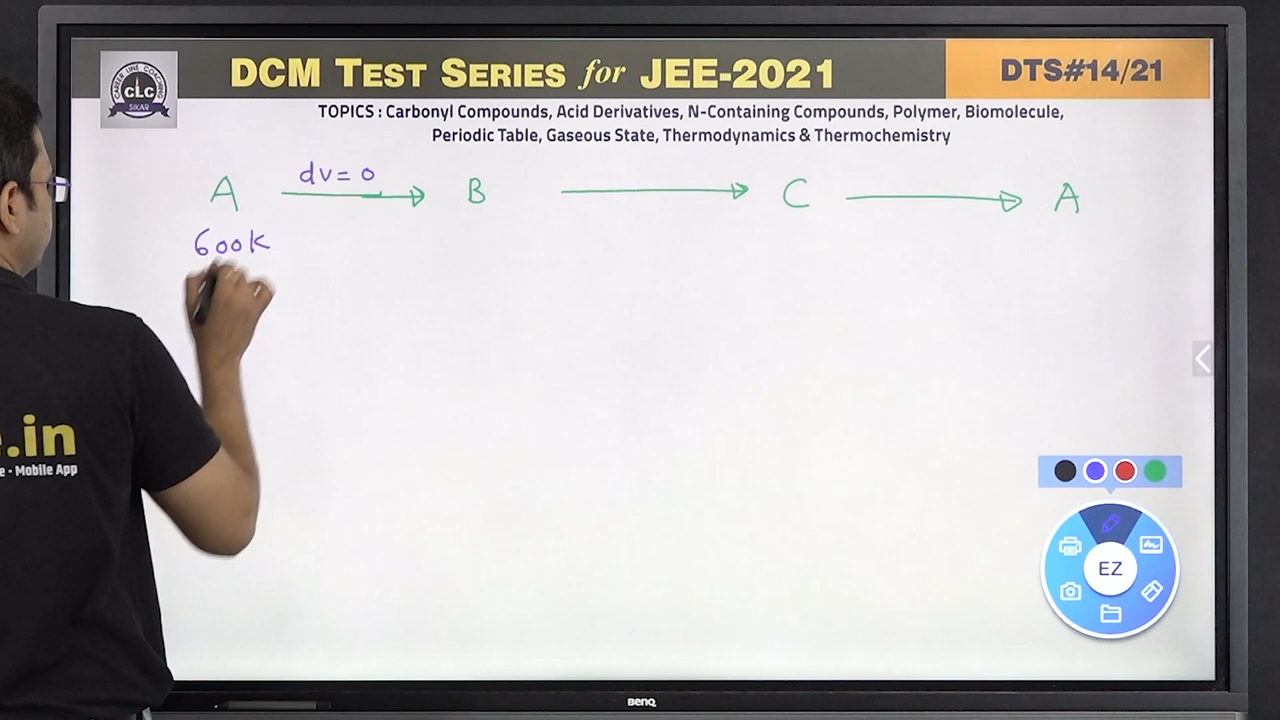 DCM TEST SERIES for JEE-2021
DTS#14/21
CAREER LINE COACHING
CLC
SIKAR
TOPICS : Carbonyl Compounds, Acid Derivatives, N-Containing Compounds, Polymer, Biomolecule,
Periodic Table, Gaseous State, Thermodynamics & Thermochemistry
A dv = 0 B C A
600K
e.in
e - Mobile App
EZ
BenQ